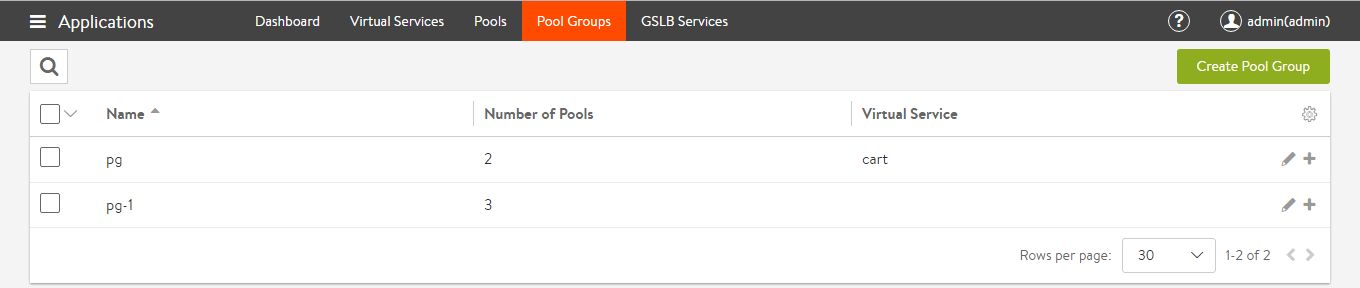 Applications Dashboard Virtual Services Pools Pool Groups GSLB Services ? admin(admin)
Create Pool Group
Name Number of Pools Virtual Service
pg 2 cart
pg-1 3
Rows per page: 30 1-2 of 2